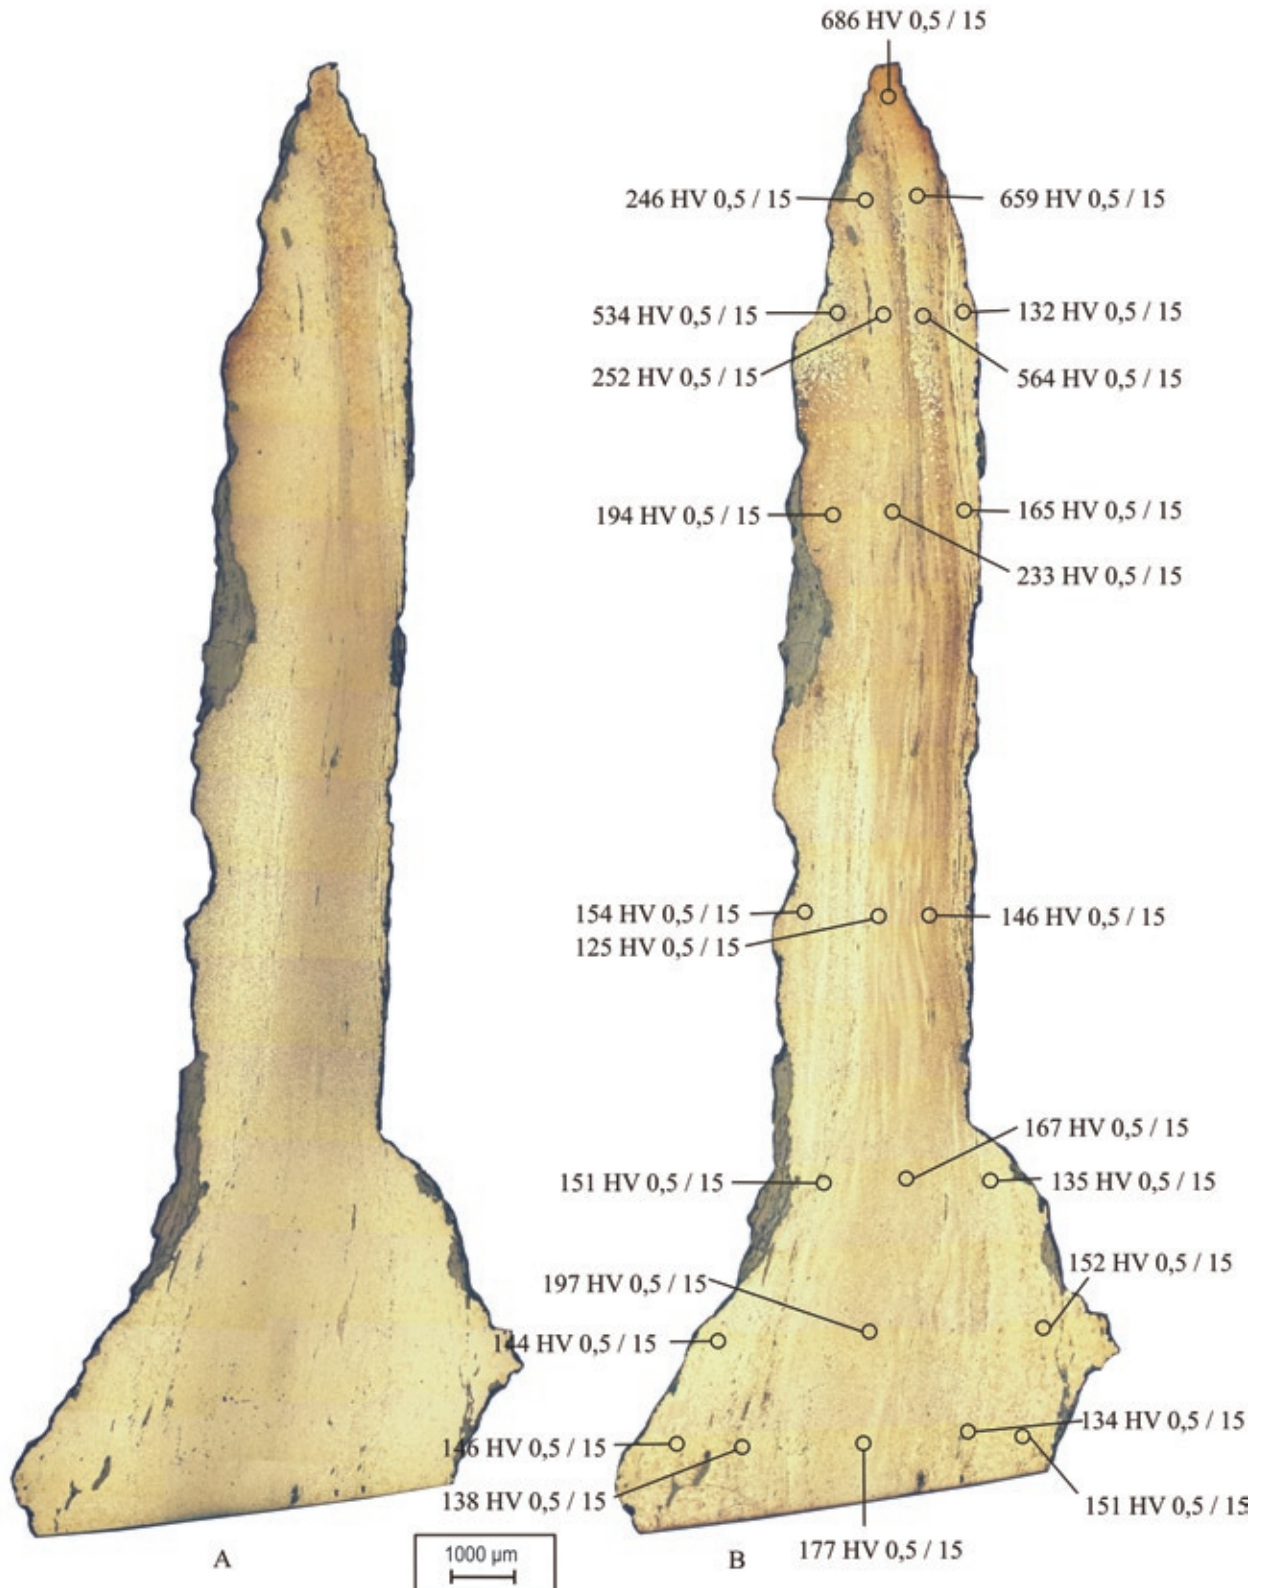 686 HV 0,5 / 15
246 HV 0,5 / 15
659 HV 0,5 / 15
534 HV 0,5 / 15
132 HV 0,5 / 15
252 HV 0,5 / 15
564 HV 0,5 / 15
194 HV 0,5 / 15
165 HV 0,5 / 15
233 HV 0,5 / 15
154 HV 0,5 / 15
146 HV 0,5 / 15
125 HV 0,5 / 15
167 HV 0,5 / 15
151 HV 0,5 / 15
135 HV 0,5 / 15
152 HV 0,5 / 15
197 HV 0,5 / 15
144 HV 0,5 / 15
134 HV 0,5 / 15
146 HV 0,5 / 15
138 HV 0,5 / 15
151 HV 0,5 / 15
177 HV 0,5 / 15
A
1000 µm
B